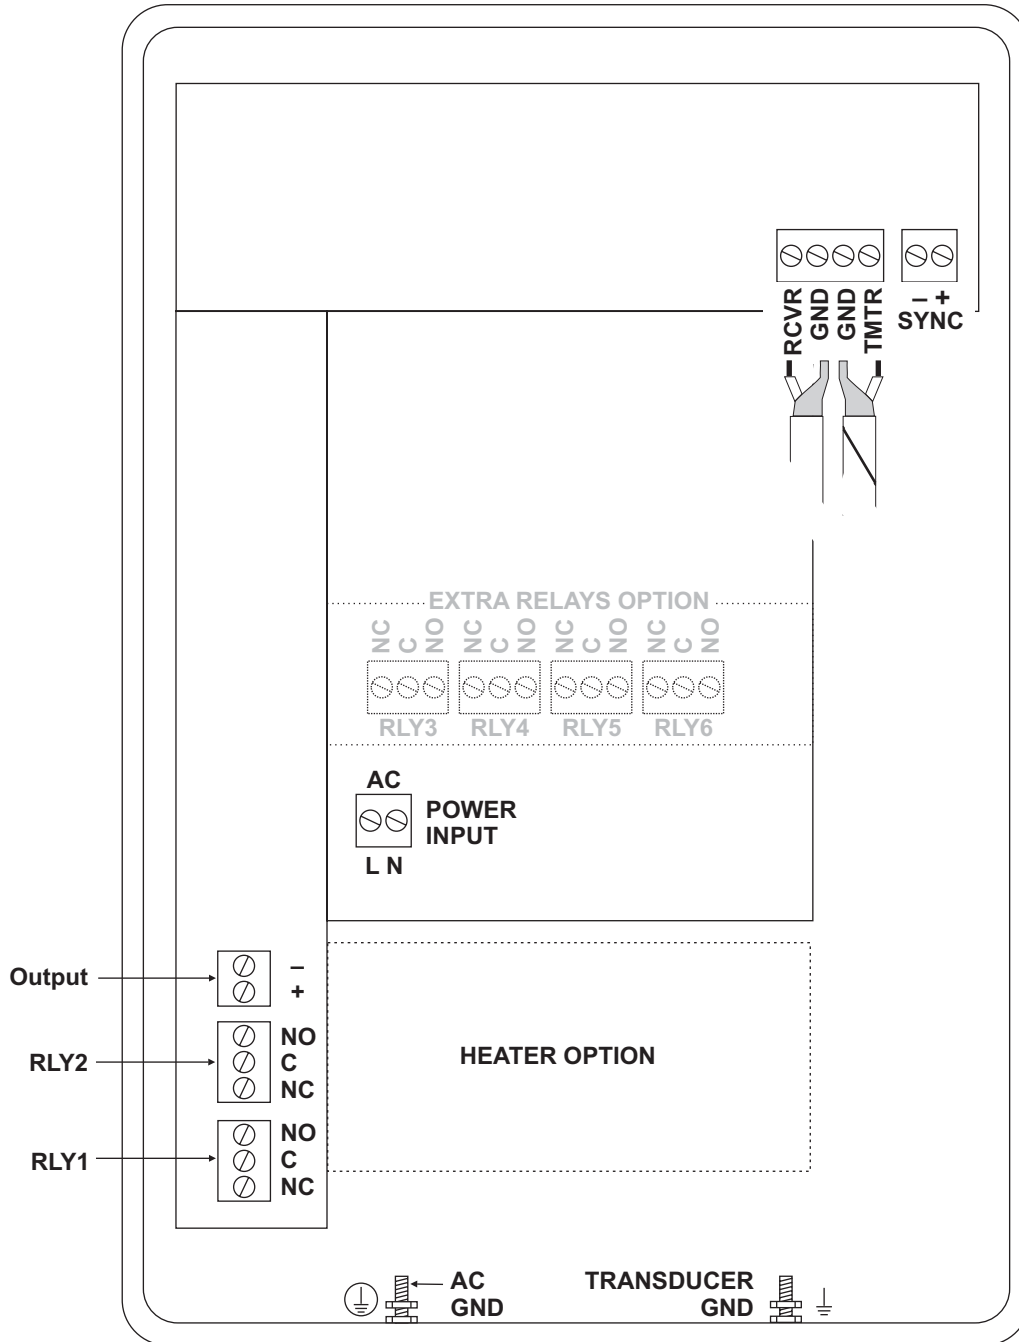 RCVR
GND
GND
TMTR
– +
SYNC
EXTRA RELAYS OPTION
NC
C
NO
NC
C
NO
NC
C
NO
NC
C
NO
RLY3
RLY4
RLY5
RLY6
AC
POWER
INPUT
L N
Output
–
+
RLY2
NO
C
NC
HEATER OPTION
RLY1
NO
C
NC
AC
GND
TRANSDUCER
GND